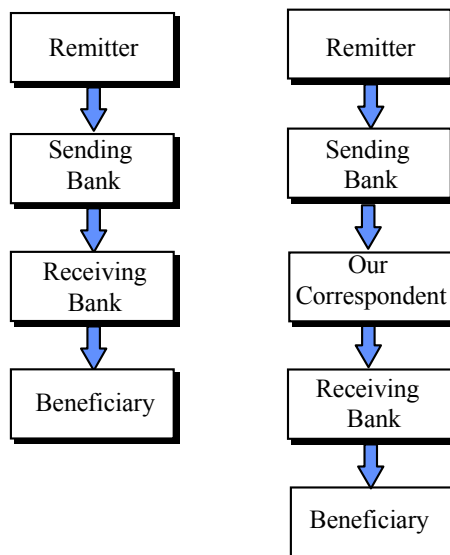 Remitter
Sending
Bank
Receiving
Bank
Beneficiary
Remitter
Sending
Bank
Our
Correspondent
Receiving
Bank
Beneficiary